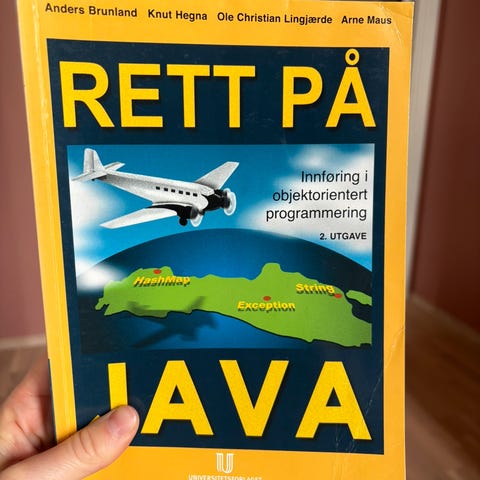 Anders Brunland Knut Hegna Ole Christian Lingjærde Arne Maus
RETT PÅ
Innføring i
objektorientert
programmering
2. UTGAVE
HashMap
String
Exception
JAVA
UNIVERSITETSFORLAGET